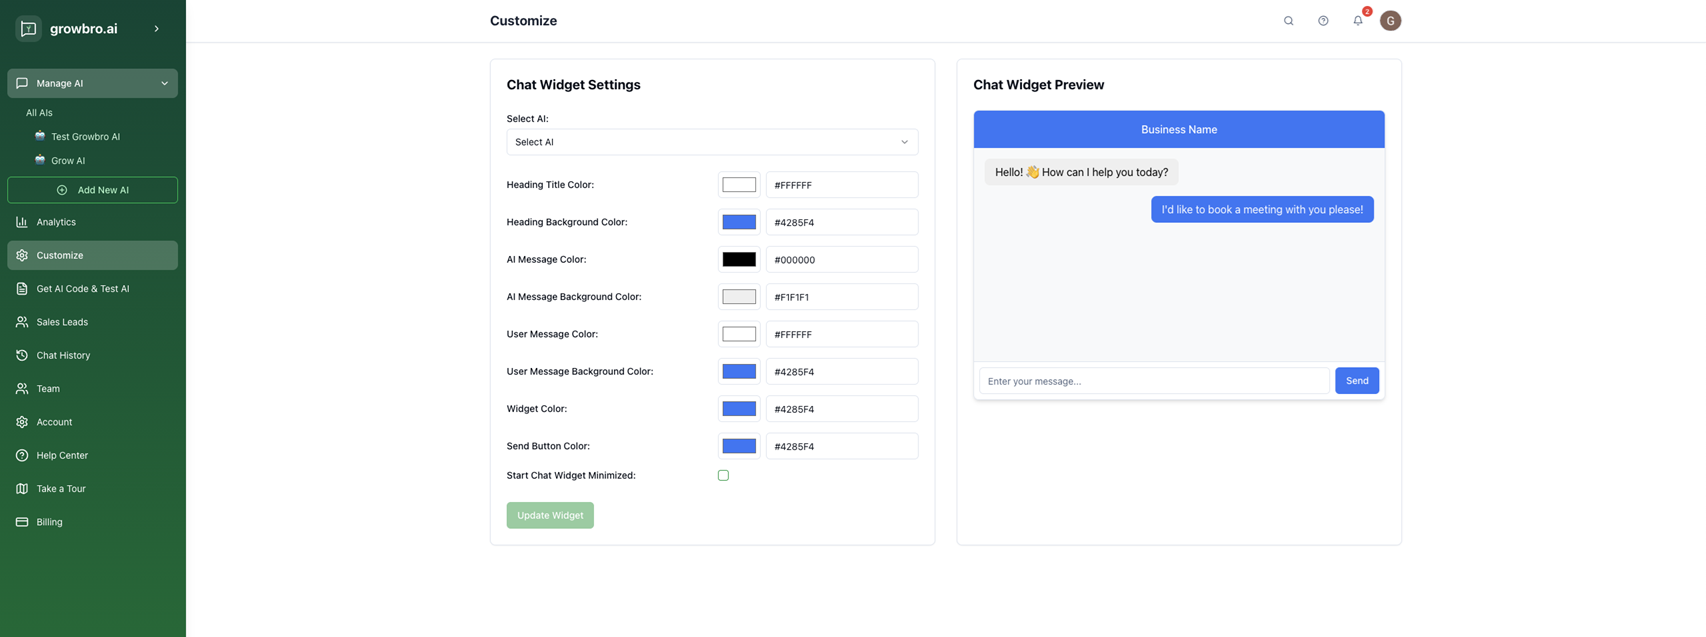 growbro.ai
Manage AI
All AIs
Test Growbro AI
Grow AI
Add New AI
Analytics
Customize
Get AI Code & Test AI
Sales Leads
Chat History
Team
Account
Help Center
Take a Tour
Billing
Customize
2
G
Chat Widget Settings
Select AI:
Select AI
Heading Title Color: #FFFFFF
Heading Background Color: #4285F4
AI Message Color: #000000
AI Message Background Color: #F1F1F1
User Message Color: #FFFFFF
User Message Background Color: #4285F4
Widget Color: #4285F4
Send Button Color: #4285F4
Start Chat Widget Minimized:
Update Widget
Chat Widget Preview
Business Name
Hello! 👋 How can I help you today?
I'd like to book a meeting with you please!
Enter your message...
Send